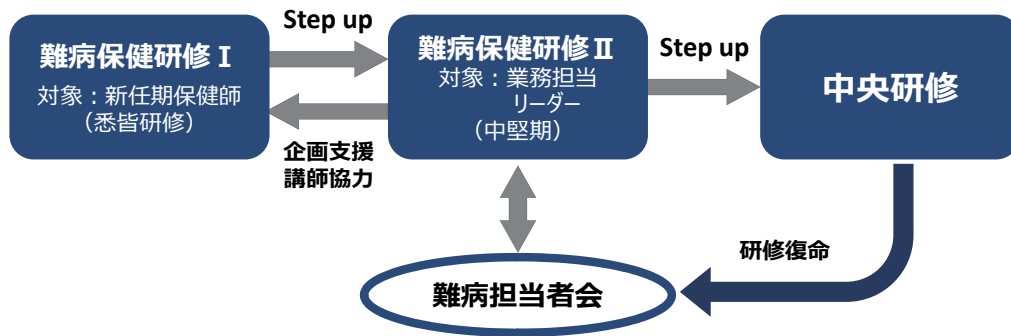 難病保健研修Ⅰ
対象：新任期保健師
（悉皆研修）
Step up
企画支援
講師協力
難病保健研修Ⅱ
対象：業務担当
リーダー
（中堅期）
Step up
中央研修
研修復命
難病担当者会